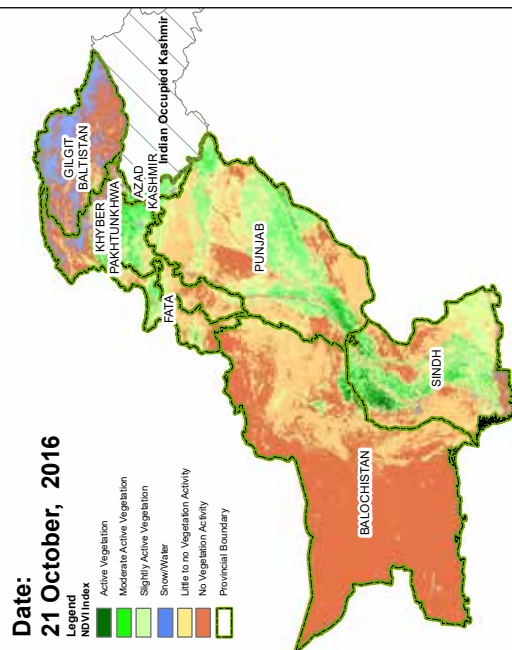 Date:
21 October, 2016
Legend
NDVI Index
Active Vegetation
Moderate Active Vegetation
Slightly Active Vegetation
Snow/Water
Little to no Vegetation Activity
No Vegetation Activity
Provincial Boundary
GILGIT
BALTISTAN
KHYBER
PAKHTUNKHWA
AZAD
KASHMIR
Indian Occupied Kashmir
FATA
PUNJAB
BALOCHISTAN
SINDH